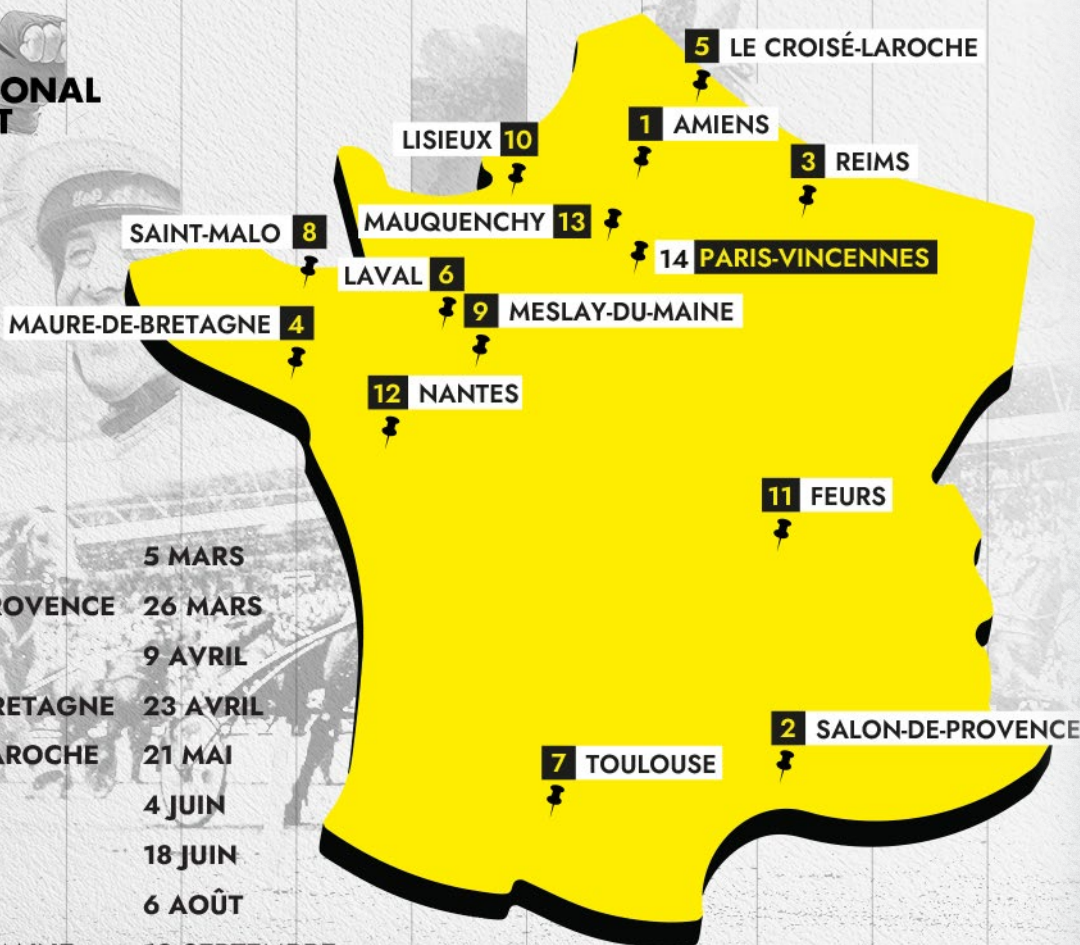 ONAL
T
5 LE CROISÉ-LAROCHE
1 AMIENS
LISIEUX 10
3 REIMS
MAUQUENCHY 13
SAINT-MALO 8
14 PARIS-VINCENNES
LAVAL 6
9 MESLAY-DU-MAINE
MAURE-DE-BRETAGNE 4
12 NANTES
11 FEURS
2 SALON-DE-PROVENCE
7 TOULOUSE
5 MARS
ROVENCE 26 MARS
9 AVRIL
RETAGNE 23 AVRIL
AROCHE 21 MAI
4 JUIN
18 JUIN
6 AOÛT